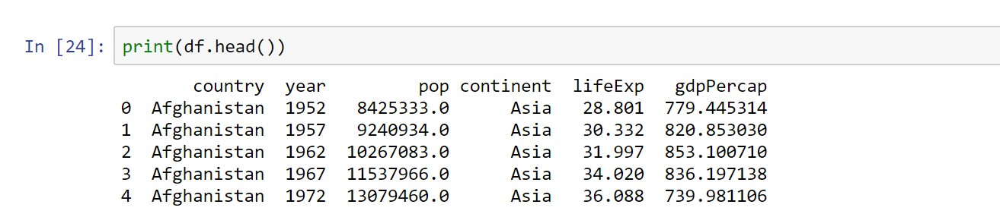 In [24]: print(df.head())
country year pop continent lifeExp gdpPercap
0 Afghanistan 1952 8425333.0 Asia 28.801 779.445314
1 Afghanistan 1957 9240934.0 Asia 30.332 820.853030
2 Afghanistan 1962 10267083.0 Asia 31.997 853.100710
3 Afghanistan 1967 11537966.0 Asia 34.020 836.197138
4 Afghanistan 1972 13079460.0 Asia 36.088 739.981106